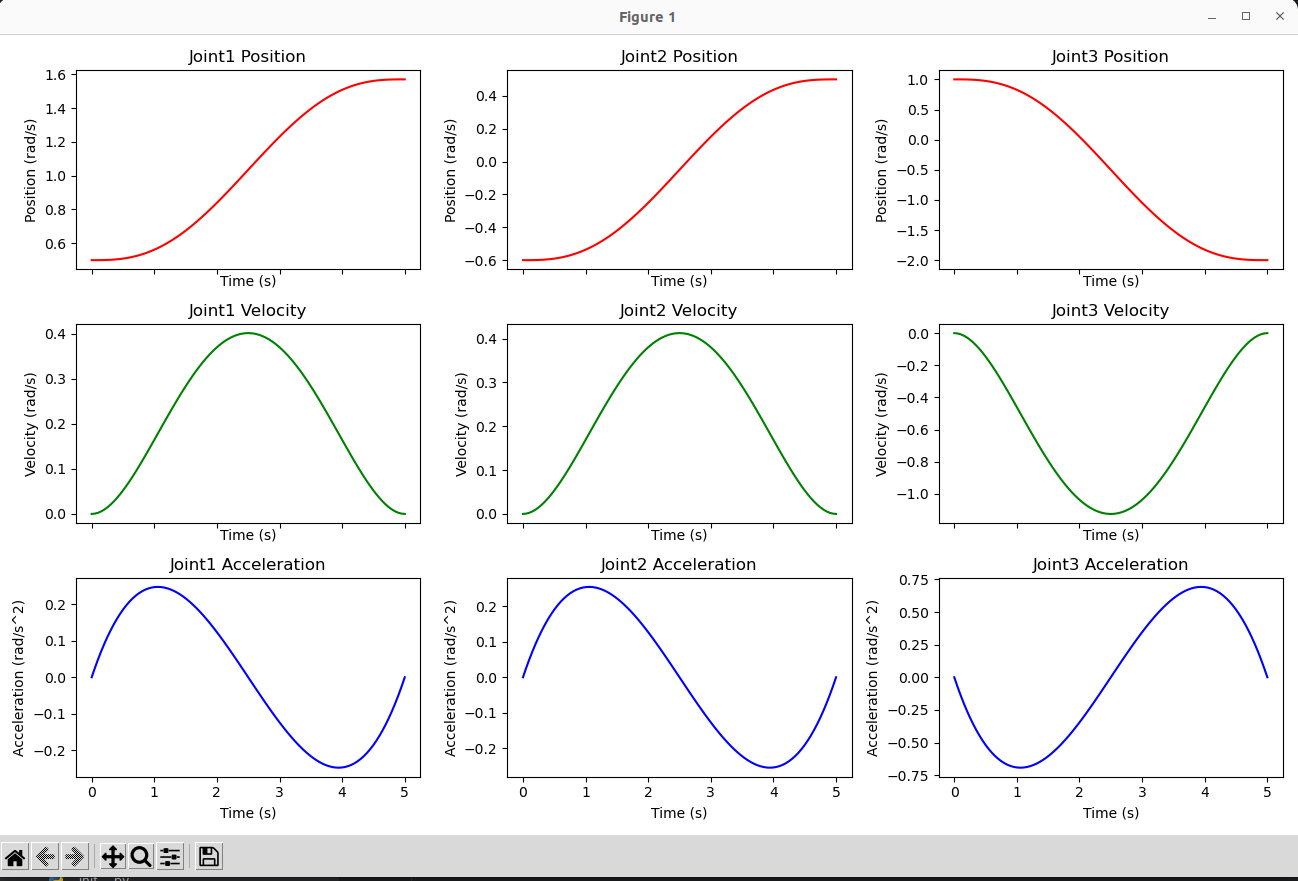 Figure 1
Joint1 Position
Joint2 Position
Joint3 Position
Position (rad/s)
1.6
1.4
1.2
1.0
0.8
0.6
Time (s)
Position (rad/s)
0.4
0.2
0.0
−0.2
−0.4
−0.6
Time (s)
Position (rad/s)
1.0
0.5
0.0
−0.5
−1.0
−1.5
−2.0
Time (s)
Joint1 Velocity
Joint2 Velocity
Joint3 Velocity
Velocity (rad/s)
0.4
0.3
0.2
0.1
0.0
Time (s)
Velocity (rad/s)
0.4
0.3
0.2
0.1
0.0
Time (s)
Velocity (rad/s)
0.0
−0.2
−0.4
−0.6
−0.8
−1.0
Time (s)
Joint1 Acceleration
Joint2 Acceleration
Joint3 Acceleration
Acceleration (rad/s^2)
0.2
0.1
0.0
−0.1
−0.2
0 1 2 3 4 5
Time (s)
Acceleration (rad/s^2)
0.2
0.1
0.0
−0.1
−0.2
0 1 2 3 4 5
Time (s)
Acceleration (rad/s^2)
0.75
0.50
0.25
0.00
−0.25
−0.50
−0.75
0 1 2 3 4 5
Time (s)